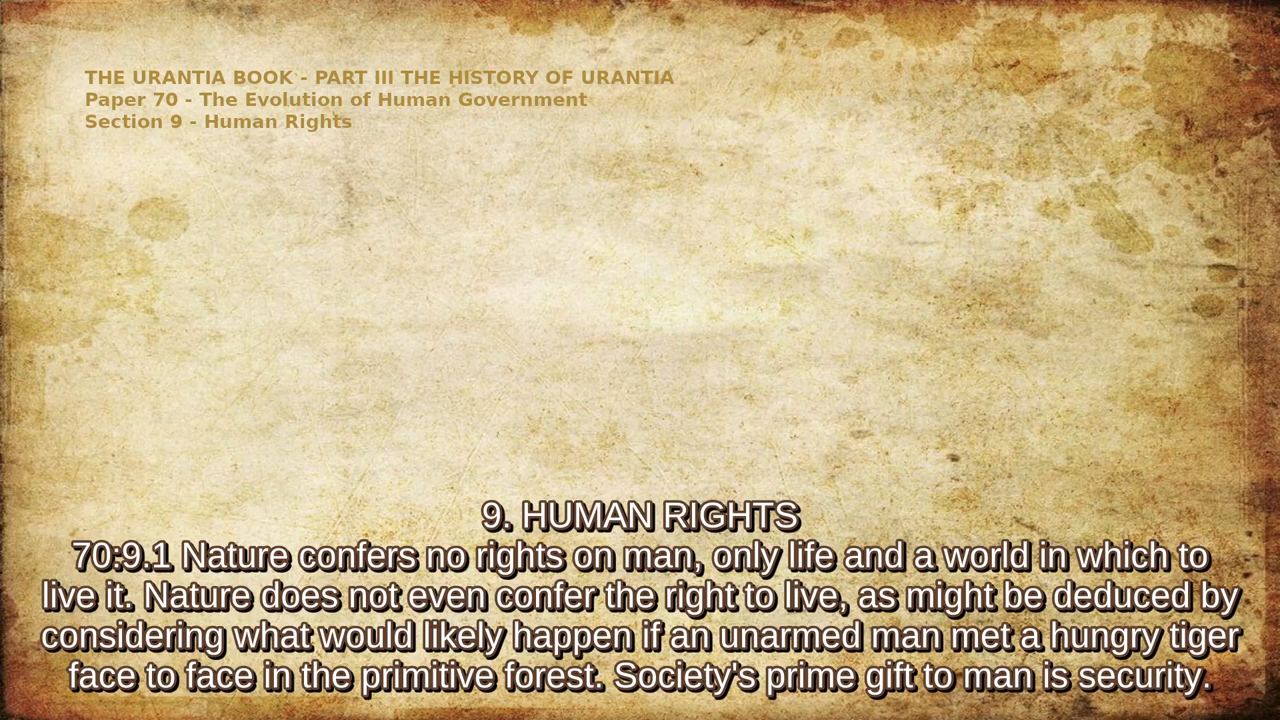 THE URANTIA BOOK - PART III THE HISTORY OF URANTIA
Paper 70 - The Evolution of Human Government
Section 9 - Human Rights
9. HUMAN RIGHTS
70:9.1 Nature confers no rights on man, only life and a world in which to
live it. Nature does not even confer the right to live, as might be deduced by
considering what would likely happen if an unarmed man met a hungry tiger
face to face in the primitive forest. Society's prime gift to man is security.